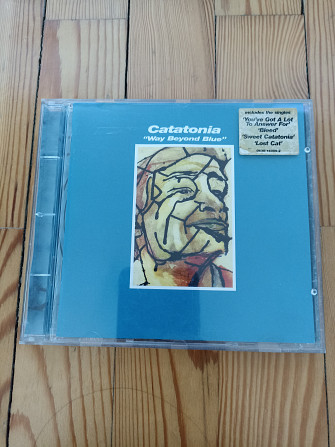 Catatonia
"Way Beyond Blue"
includes the singles:
'You've Got A Lot
To Answer For'
'Bleed'
'Sweet Catatonia'
'Lost Cat'